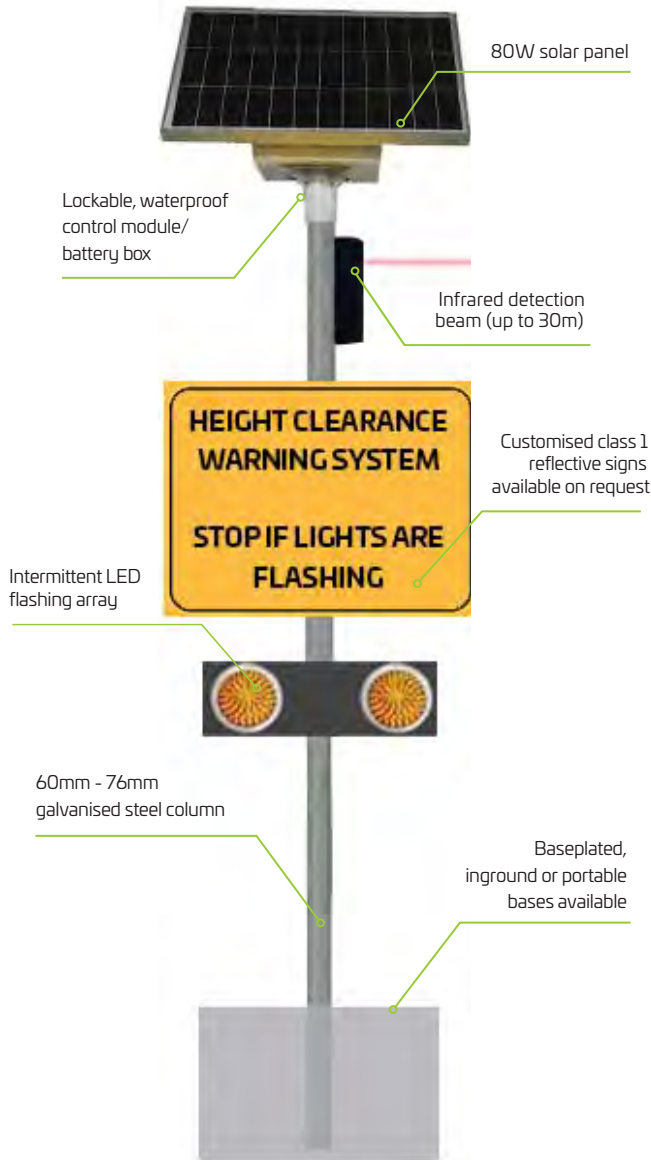 80W solar panel
Lockable, waterproof
control module/
battery box
Infrared detection
beam (up to 30m)
HEIGHT CLEARANCE
WARNING SYSTEM
STOP IF LIGHTS ARE
FLASHING
Customised class 1
reflective signs
available on request
Intermittent LED
flashing array
60mm - 76mm
galvanised steel column
Baseplated,
inground or portable
bases available